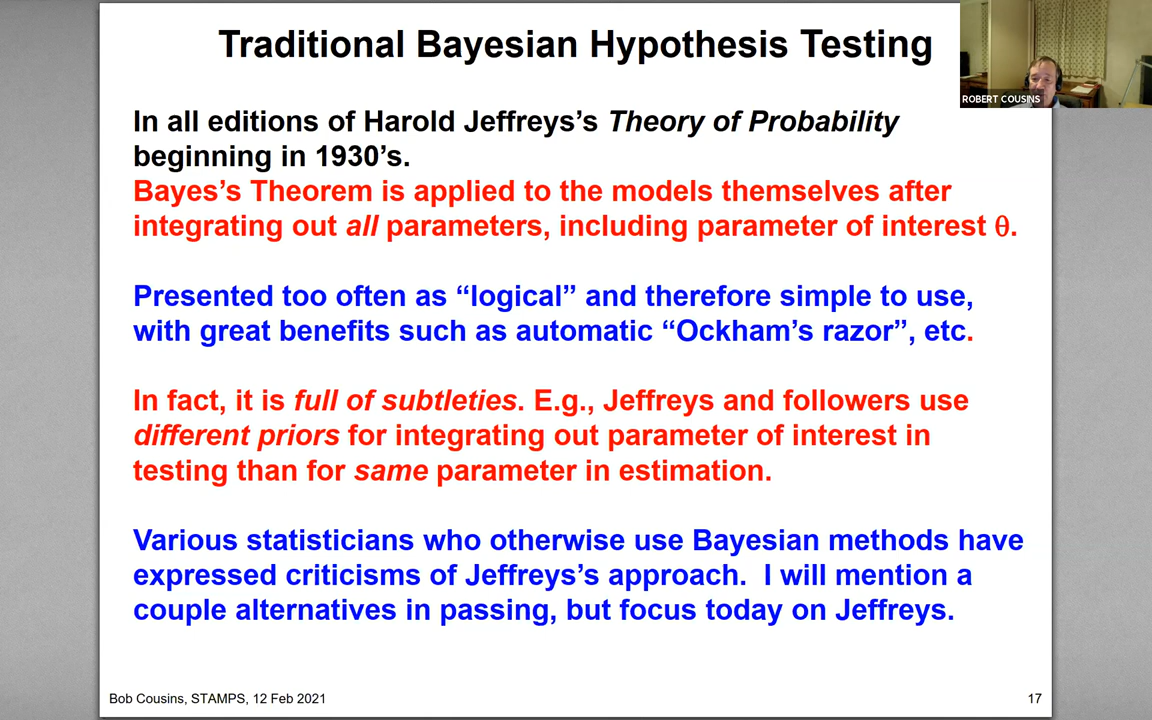 Traditional Bayesian Hypothesis Testing
ROBERT COUSINS
In all editions of Harold Jeffreys’s Theory of Probability
beginning in 1930’s.
Bayes’s Theorem is applied to the models themselves after
integrating out all parameters, including parameter of interest θ.
Presented too often as “logical” and therefore simple to use,
with great benefits such as automatic “Ockham’s razor”, etc.
In fact, it is full of subtleties. E.g., Jeffreys and followers use
different priors for integrating out parameter of interest in
testing than for same parameter in estimation.
Various statisticians who otherwise use Bayesian methods have
expressed criticisms of Jeffreys’s approach.  I will mention a
couple alternatives in passing, but focus today on Jeffreys.
Bob Cousins, STAMPS, 12 Feb 2021
17